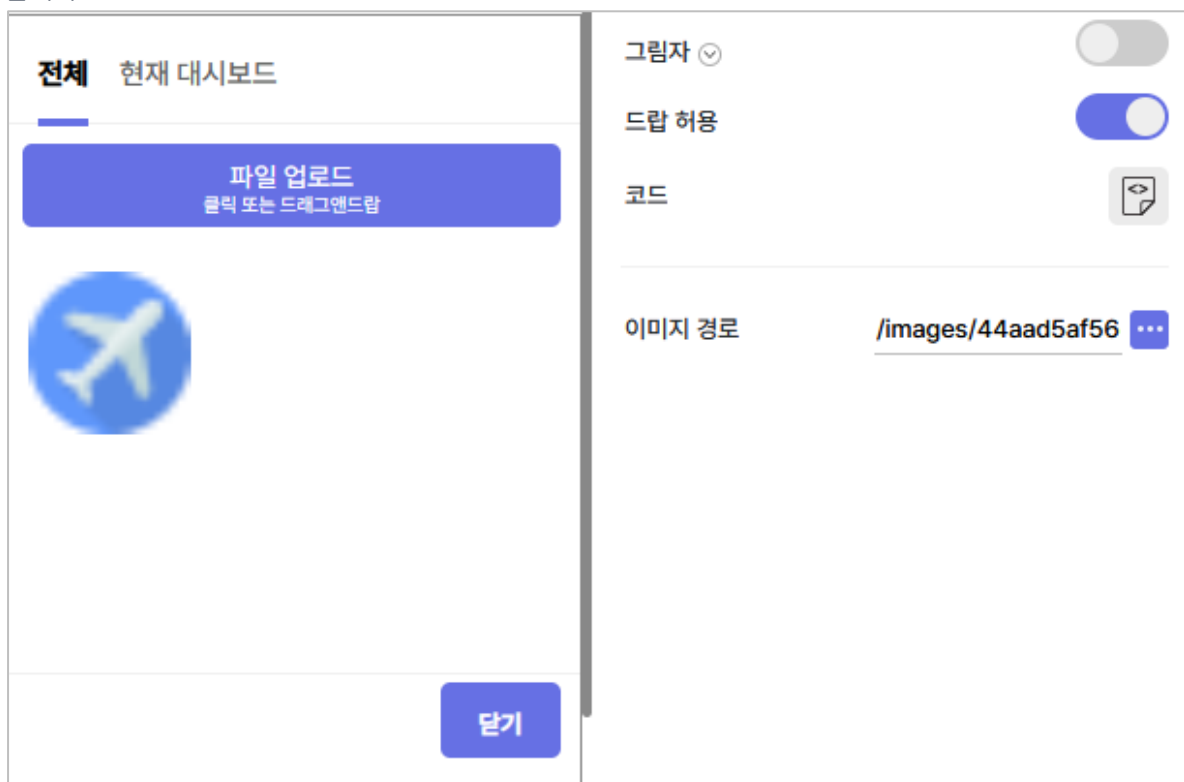 전체 현재 대시보드
파일 업로드
클릭 또는 드래그앤드랍
닫기
그림자
드랍 허용
코드
이미지 경로 /images/44aad5af56